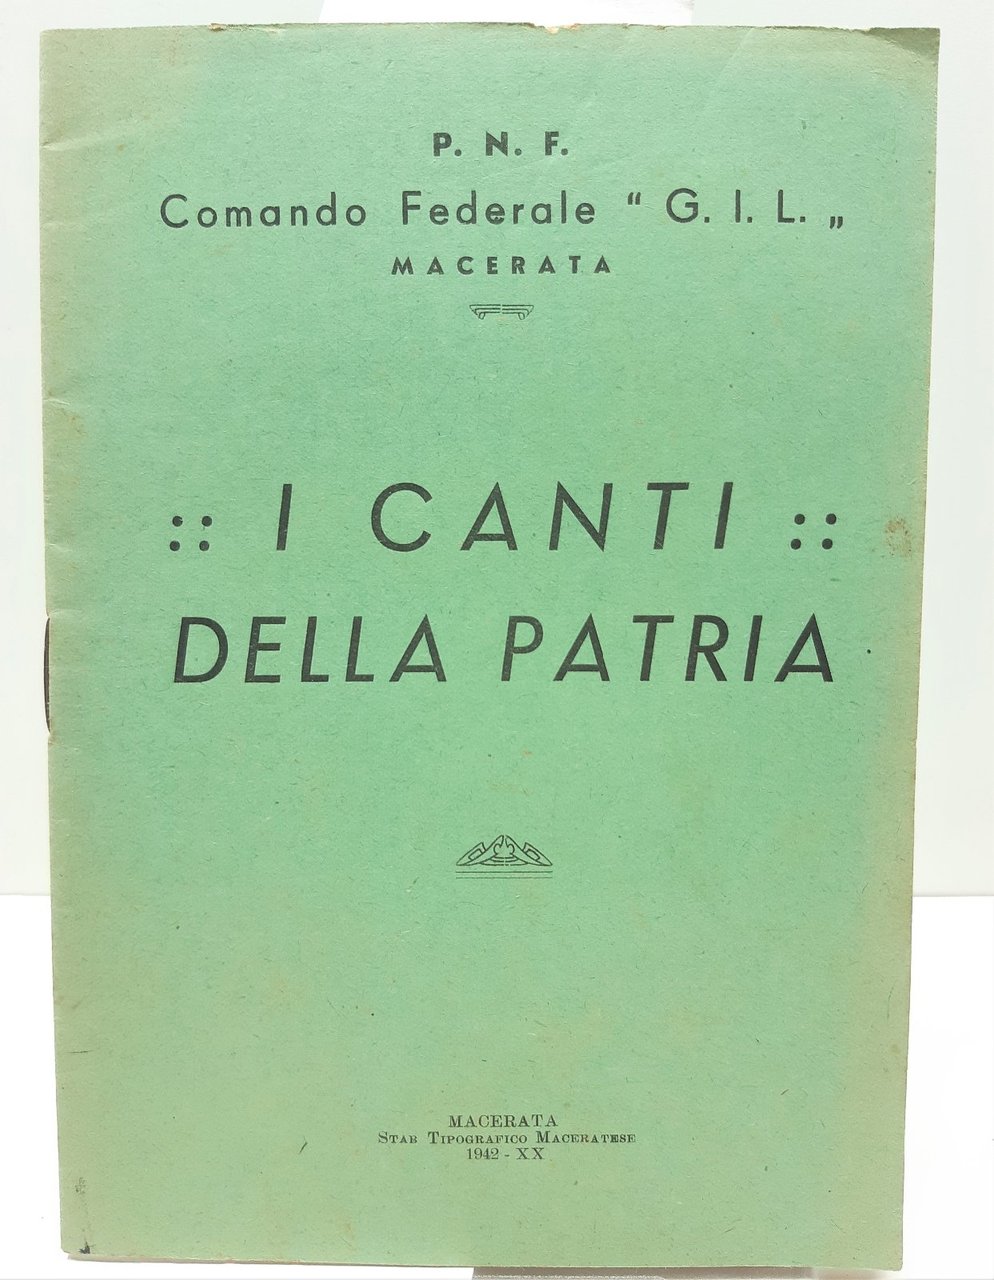 P. N. F.
Comando Federale “ G. I. L. „
MACERATA
:: I CANTI ::
DELLA PATRIA
MACERATA
Stab Tipografico Maceratese
1942 - XX